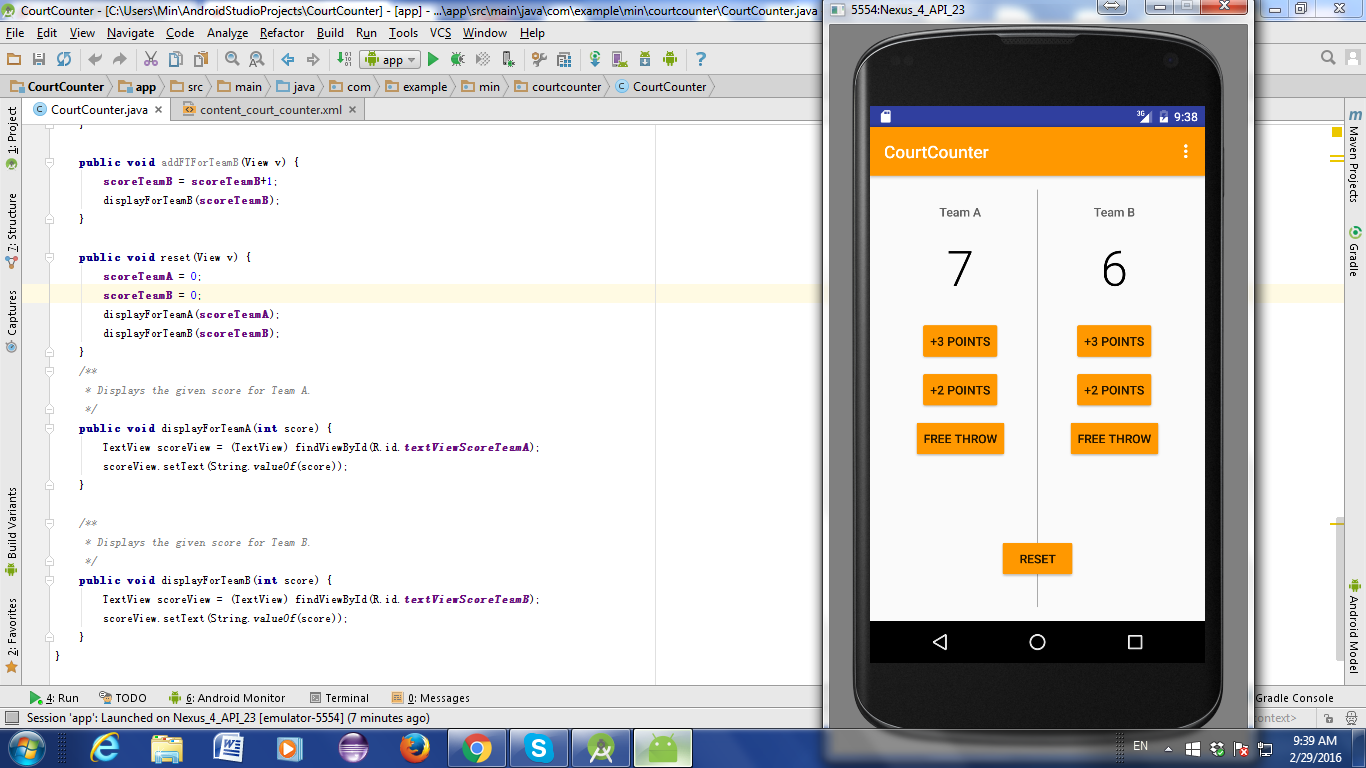 CourtCounter - [C:\Users\Min\AndroidStudioProjects\CourtCounter] - [app] - ...\app\src\main\java\com\example\min\courtcounter\CourtCounter.java
File Edit View Navigate Code Analyze Refactor Build Run Tools VCS Window Help
app
CourtCounter app src main java com example min courtcounter CourtCounter
CourtCounter.java content_court_counter.xml
1: Project
7: Structure
Captures
Build Variants
2: Favorites
}
public void addFTForTeamB(View v) {
scoreTeamB = scoreTeamB+1;
displayForTeamB(scoreTeamB);
}
public void reset(View v) {
scoreTeamA = 0;
scoreTeamB = 0;
displayForTeamA(scoreTeamA);
displayForTeamB(scoreTeamB);
}
/**
* Displays the given score for Team A.
*/
public void displayForTeamA(int score) {
TextView scoreView = (TextView) findViewById(R.id.textViewScoreTeamA);
scoreView.setText(String.valueOf(score));
}
/**
* Displays the given score for Team B.
*/
public void displayForTeamB(int score) {
TextView scoreView = (TextView) findViewById(R.id.textViewScoreTeamB);
scoreView.setText(String.valueOf(score));
}
}
5554:Nexus_4_API_23
3G 9:38
CourtCounter
Team A Team B
7 6
+3 POINTS +3 POINTS
+2 POINTS +2 POINTS
FREE THROW FREE THROW
RESET
Maven Projects
Gradle
Android Model
4: Run TODO 6: Android Monitor Terminal 0: Messages Gradle Console
Session 'app': Launched on Nexus_4_API_23 [emulator-5554] (7 minutes ago) context>
EN 9:39 AM
2/29/2016